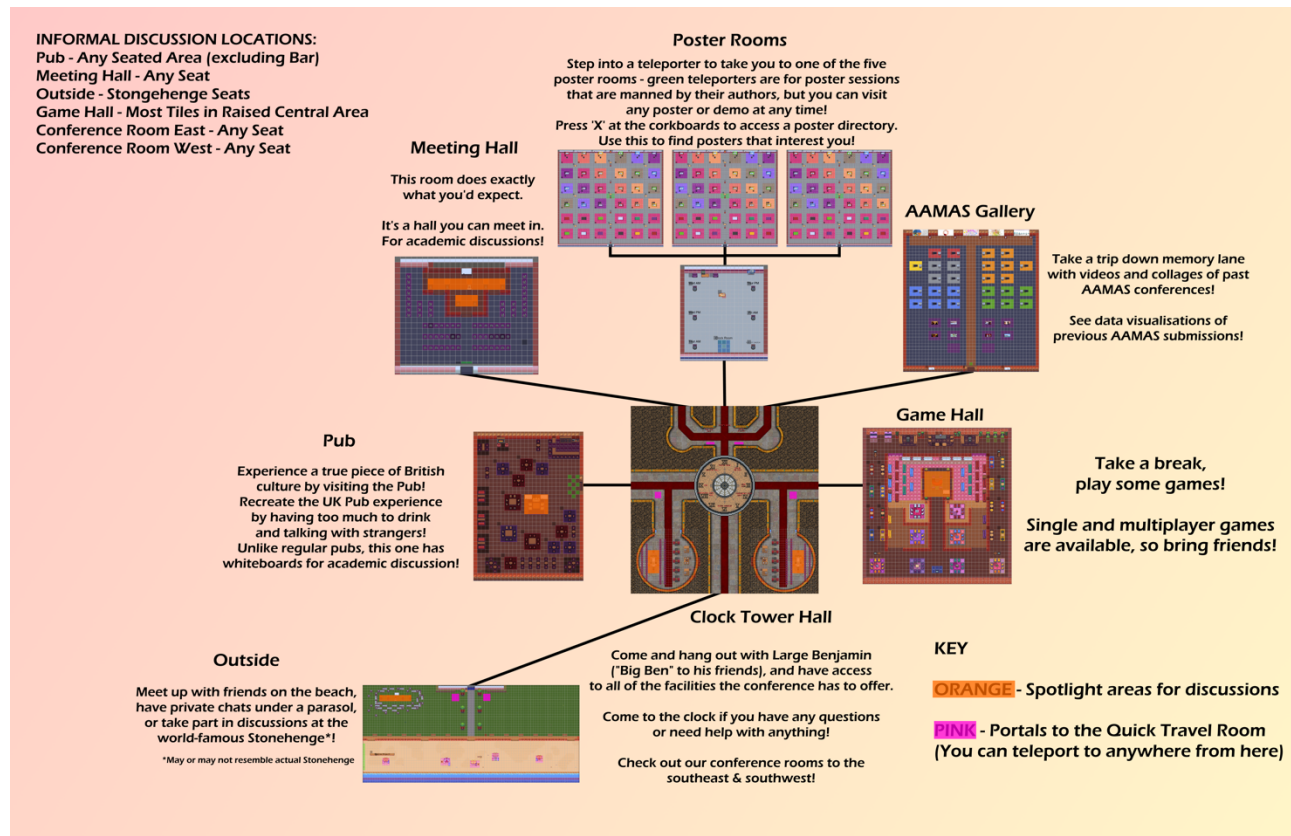 INFORMAL DISCUSSION LOCATIONS:
Pub - Any Seated Area (excluding Bar)
Meeting Hall - Any Seat
Outside - Stongehenge Seats
Game Hall - Most Tiles in Raised Central Area
Conference Room East - Any Seat
Conference Room West - Any Seat
Poster Rooms
Step into a teleporter to take you to one of the five
poster rooms - green teleporters are for poster sessions
that are manned by their authors, but you can visit
any poster or demo at any time!
Press 'X' at the corkboards to access a poster directory.
Use this to find posters that interest you!
Meeting Hall
This room does exactly
what you'd expect.
It's a hall you can meet in.
For academic discussions!
AAMAS Gallery
Take a trip down memory lane
with videos and collages of past
AAMAS conferences!
See data visualisations of
previous AAMAS submissions!
Pub
Experience a true piece of British
culture by visiting the Pub!
Recreate the UK Pub experience
by having too much to drink
and talking with strangers!
Unlike regular pubs, this one has
whiteboards for academic discussion!
Game Hall
Take a break,
play some games!
Single and multiplayer games
are available, so bring friends!
Clock Tower Hall
Come and hang out with Large Benjamin
("Big Ben" to his friends), and have access
to all of the facilities the conference has to offer.
Come to the clock if you have any questions
or need help with anything!
Check out our conference rooms to the
southeast & southwest!
Outside
Meet up with friends on the beach,
have private chats under a parasol,
or take part in discussions at the
world-famous Stonehenge*!
*May or may not resemble actual Stonehenge
KEY
ORANGE - Spotlight areas for discussions
PINK - Portals to the Quick Travel Room
(You can teleport to anywhere from here)